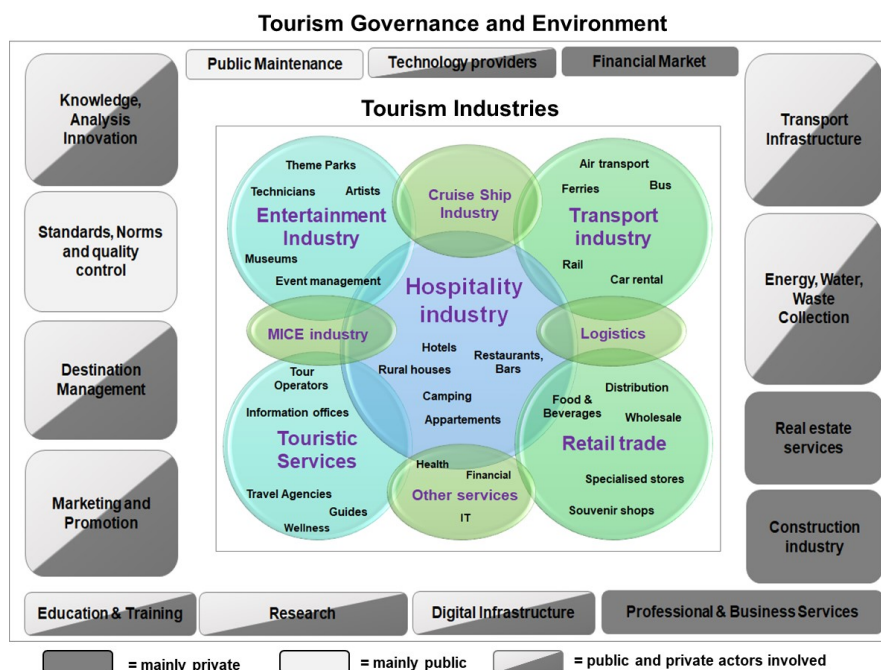 Tourism Governance and Environment
Public Maintenance
Technology providers
Financial Market
Knowledge,
Analysis
Innovation
Standards, Norms
and quality
control
Destination
Management
Marketing and
Promotion
Tourism Industries
Theme Parks
Technicians
Artists
Entertainment
Industry
Museums
Event management
Cruise Ship
Industry
Air transport
Ferries
Bus
Transport
industry
Rail
Car rental
Hospitality
industry
Hotels
Restaurants,
Bars
Rural houses
Camping
Appartements
MICE industry
Logistics
Tour
Operators
Information offices
Touristic
Services
Travel Agencies
Guides
Wellness
Health
Financial
Other services
IT
Distribution
Food &
Beverages
Wholesale
Retail trade
Specialised stores
Souvenir shops
Transport
Infrastructure
Energy, Water,
Waste
Collection
Real estate
services
Construction
industry
Education & Training
Research
Digital Infrastructure
Professional & Business Services
= mainly private
= mainly public
= public and private actors involved